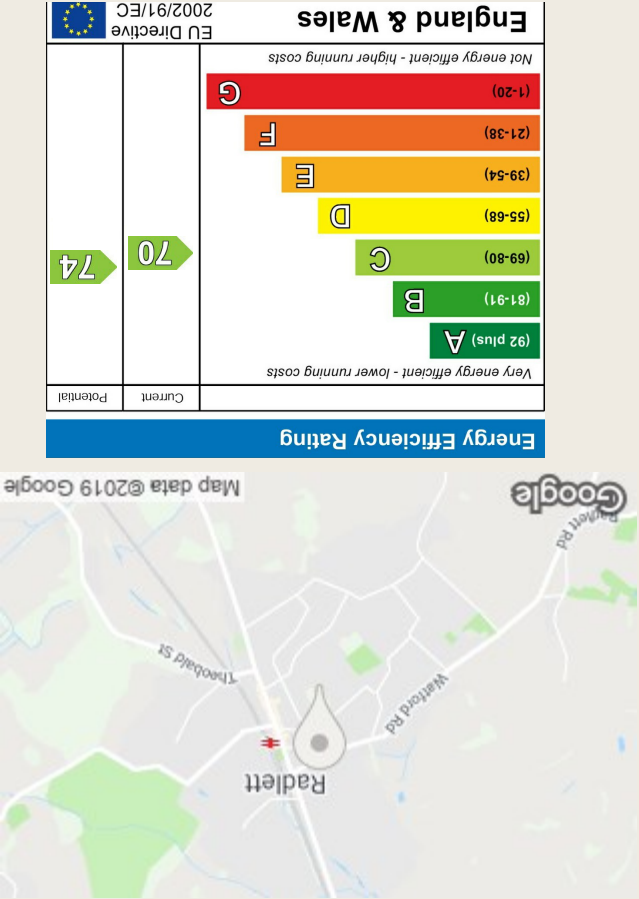 Radlett
Watford Rd
Theobald St
Radlett Rd
Google
Map data ©2019 Google
Energy Efficiency Rating
Current
Potential
Very energy efficient - lower running costs
(92 plus) A
(81-91) B
(69-80) C
(55-68) D
(39-54) E
(21-38) F
(1-20) G
70
74
Not energy efficient - higher running costs
England & Wales
EU Directive
2002/91/EC